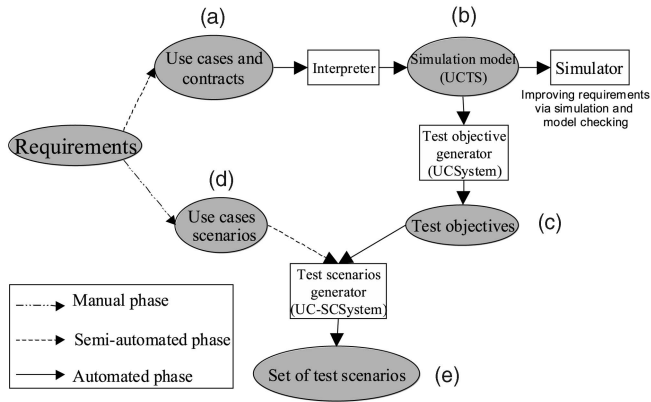 (a)
(b)
Use cases and
contracts
Interpreter
Simulation model
(UCTS)
Simulator
Improving requirements
via simulation and
model checking
Requirements
Test objective
generator
(UCSystem)
(d)
Use cases
scenarios
Test objectives
(c)
Test scenarios
generator
(UC-SCSystem)
Manual phase
Semi-automated phase
Automated phase
Set of test scenarios
(e)